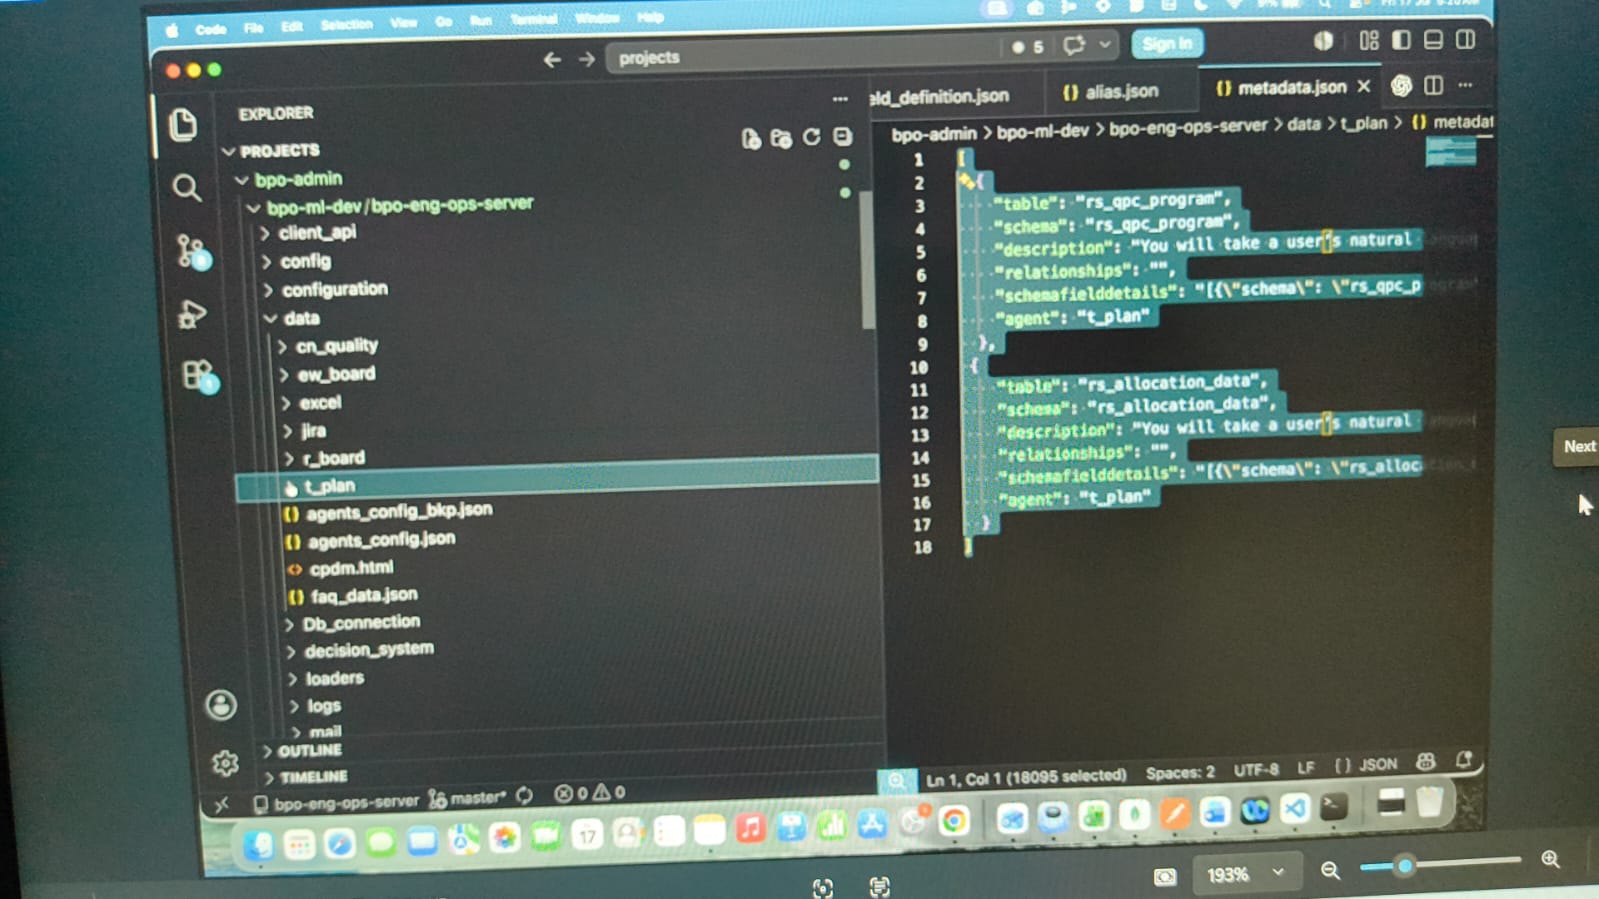 Code File Edit Selection View Go Run Terminal Window Help
projects
5
Sign In
EXPLORER
PROJECTS
bpo-admin
bpo-ml-dev/bpo-eng-ops-server
client_api
config
configuration
data
cn_quality
ew_board
excel
jira
r_board
t_plan
agents_config_bkp.json
agents_config.json
cpdm.html
faq_data.json
Db_connection
decision_system
loaders
logs
mail
OUTLINE
TIMELINE
eld_definition.json
{} alias.json
{} metadata.json
bpo-admin > bpo-ml-dev > bpo-eng-ops-server > data > t_plan > {} metadat
1 [
2 {
3 "table": "rs_qpc_program",
4 "schema": "rs_qpc_program",
5 "description": "You will take a user's natural
6 "relationships": "",
7 "schemafielddetails": "[{\"schema\": \"rs_qpc_p
8 "agent": "t_plan"
9 },
10 {
11 "table": "rs_allocation_data",
12 "schema": "rs_allocation_data",
13 "description": "You will take a user's natural
14 "relationships": "",
15 "schemafielddetails": "[{\"schema\": \"rs_alloc
16 "agent": "t_plan"
17 }
18 ]
Next
bpo-eng-ops-server master* 0 0
Ln 1, Col 1 (18095 selected) Spaces: 2 UTF-8 LF {} JSON
17
193%